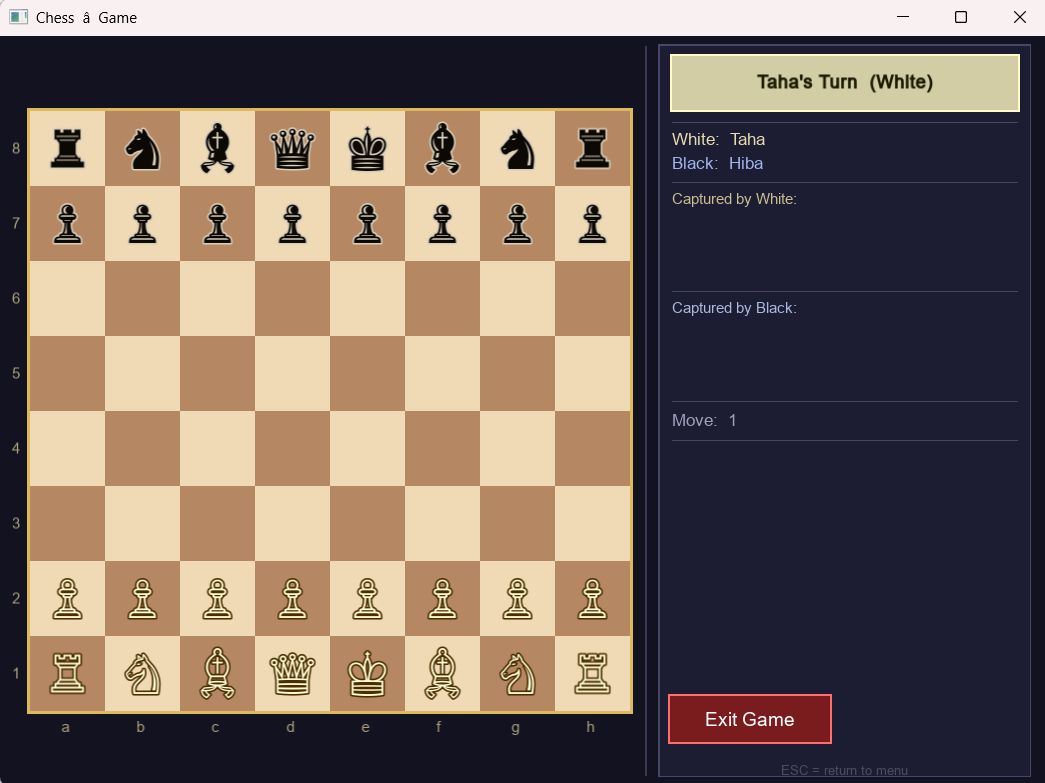 Chess â Game
Taha's Turn (White)
White: Taha
Black: Hiba
Captured by White:
Captured by Black:
Move: 1
Exit Game
ESC = return to menu
8
7
6
5
4
3
2
1
a b c d e f g h